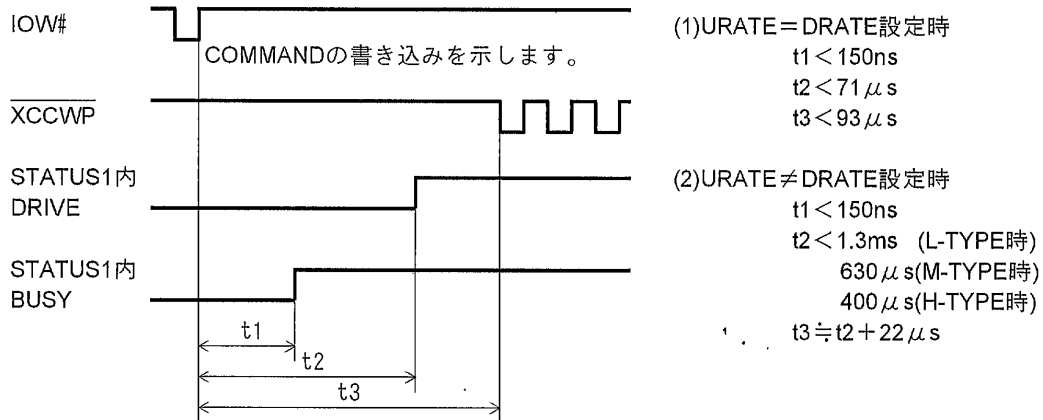 IOW#
COMMANDの書き込みを示します。
XCCWP
STATUS1内
DRIVE
STATUS1内
BUSY
t1
t2
t3
(1)URATE=DRATE設定時
t1<150ns
t2<71μs
t3<93μs
(2)URATE≠DRATE設定時
t1<150ns
t2<1.3ms (L-TYPE時)
630μs(M-TYPE時)
400μs(H-TYPE時)
t3≒t2+22μs